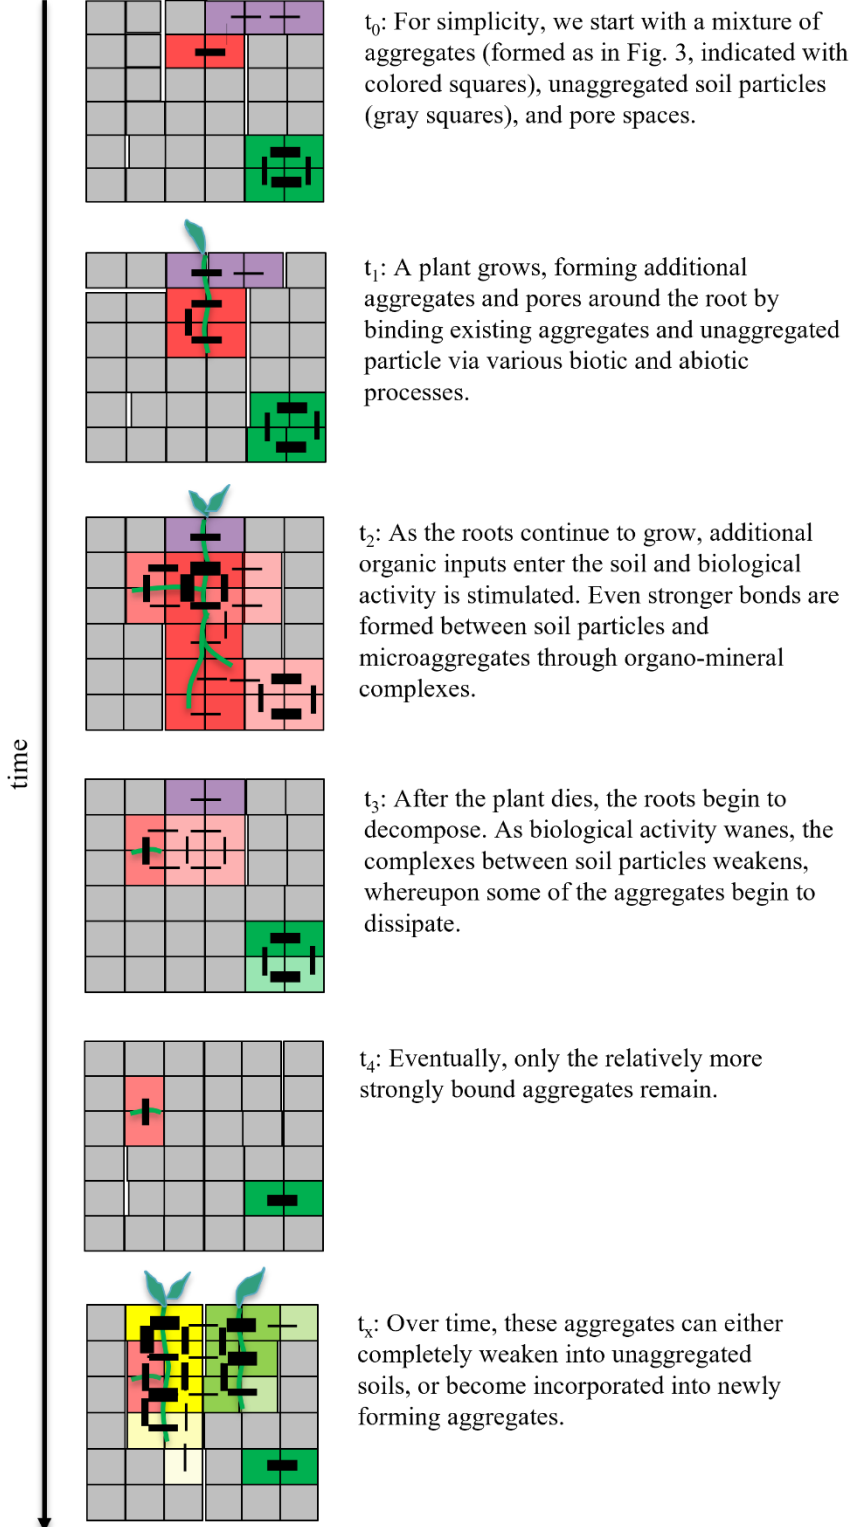 t₀: For simplicity, we start with a mixture of
aggregates (formed as in Fig. 3, indicated with
colored squares), unaggregated soil particles
(gray squares), and pore spaces.
t₁: A plant grows, forming additional
aggregates and pores around the root by
binding existing aggregates and unaggregated
particle via various biotic and abiotic
processes.
t₂: As the roots continue to grow, additional
organic inputs enter the soil and biological
activity is stimulated. Even stronger bonds are
formed between soil particles and
microaggregates through organo-mineral
complexes.
time
t₃: After the plant dies, the roots begin to
decompose. As biological activity wanes, the
complexes between soil particles weakens,
whereupon some of the aggregates begin to
dissipate.
t₄: Eventually, only the relatively more
strongly bound aggregates remain.
tₓ: Over time, these aggregates can either
completely weaken into unaggregated
soils, or become incorporated into newly
forming aggregates.